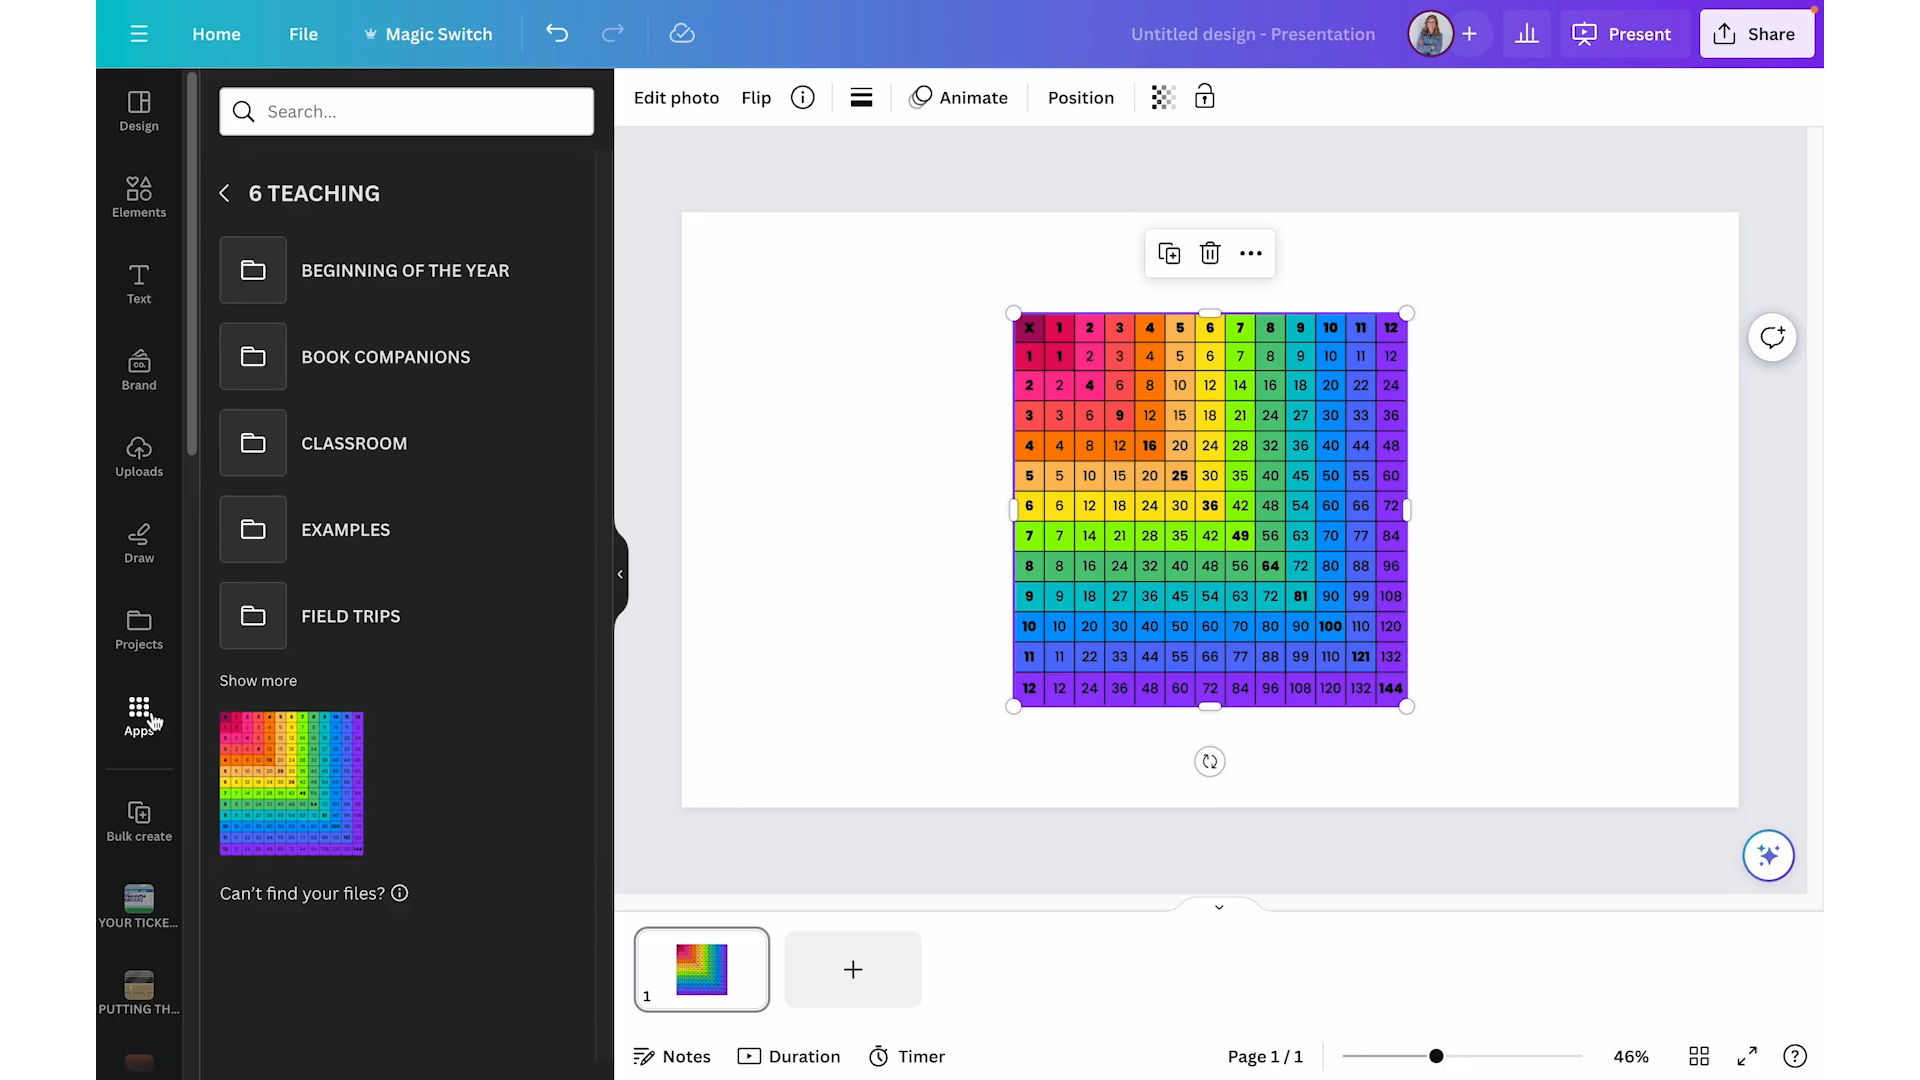 Home File Magic Switch Untitled design - Presentation Present Share
Edit photo Flip Animate Position
Design
Elements
Text
Brand
Uploads
Draw
Projects
Apps
Bulk create
YOUR TICKE...
PUTTING TH...
Search...
6 TEACHING
BEGINNING OF THE YEAR
BOOK COMPANIONS
CLASSROOM
EXAMPLES
FIELD TRIPS
Show more
Can't find your files?
X 1 2 3 4 5 6 7 8 9 10 11 12
1 1 2 3 4 5 6 7 8 9 10 11 12
2 2 4 6 8 10 12 14 16 18 20 22 24
3 3 6 9 12 15 18 21 24 27 30 33 36
4 4 8 12 16 20 24 28 32 36 40 44 48
5 5 10 15 20 25 30 35 40 45 50 55 60
6 6 12 18 24 30 36 42 48 54 60 66 72
7 7 14 21 28 35 42 49 56 63 70 77 84
8 8 16 24 32 40 48 56 64 72 80 88 96
9 9 18 27 36 45 54 63 72 81 90 99 108
10 10 20 30 40 50 60 70 80 90 100 110 120
11 11 22 33 44 55 66 77 88 99 110 121 132
12 12 24 36 48 60 72 84 96 108 120 132 144
1
Notes Duration Timer Page 1 / 1 46%